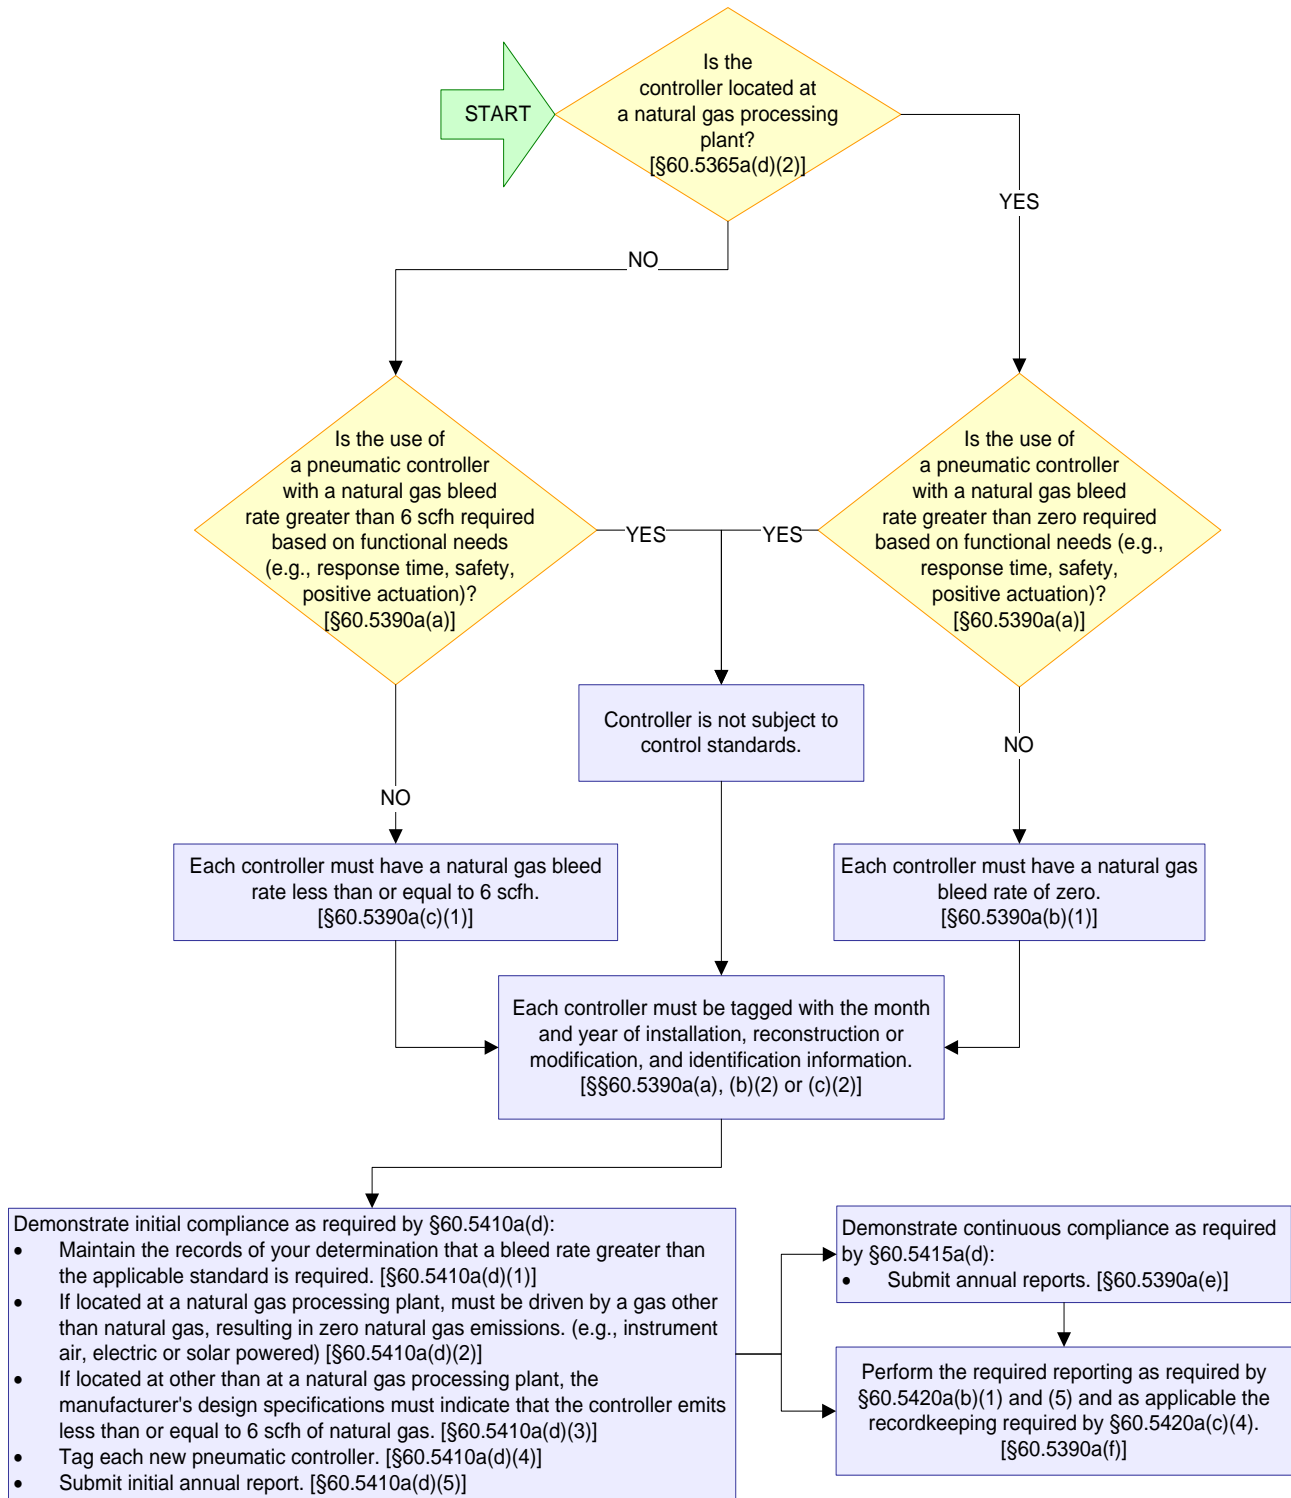 START
Is the
controller located at
a natural gas processing
plant?
[§60.5365a(d)(2)]
YES
NO
Is the use of
a pneumatic controller
with a natural gas bleed
rate greater than 6 scfh required
based on functional needs
(e.g., response time, safety,
positive actuation)?
[§60.5390a(a)]
YES
YES
Is the use of
a pneumatic controller
with a natural gas bleed
rate greater than zero required
based on functional needs (e.g.,
response time, safety,
positive actuation)?
[§60.5390a(a)]
Controller is not subject to
control standards.
NO
NO
Each controller must have a natural gas bleed
rate less than or equal to 6 scfh.
[§60.5390a(c)(1)]
Each controller must have a natural gas
bleed rate of zero.
[§60.5390a(b)(1)]
Each controller must be tagged with the month
and year of installation, reconstruction or
modification, and identification information.
[§§60.5390a(a), (b)(2) or (c)(2)]
Demonstrate initial compliance as required by §60.5410a(d):
• Maintain the records of your determination that a bleed rate greater than
the applicable standard is required. [§60.5410a(d)(1)]
• If located at a natural gas processing plant, must be driven by a gas other
than natural gas, resulting in zero natural gas emissions. (e.g., instrument
air, electric or solar powered) [§60.5410a(d)(2)]
• If located at other than at a natural gas processing plant, the
manufacturer's design specifications must indicate that the controller emits
less than or equal to 6 scfh of natural gas. [§60.5410a(d)(3)]
• Tag each new pneumatic controller. [§60.5410a(d)(4)]
• Submit initial annual report. [§60.5410a(d)(5)]
Demonstrate continuous compliance as required
by §60.5415a(d):
• Submit annual reports. [§60.5390a(e)]
Perform the required reporting as required by
§60.5420a(b)(1) and (5) and as applicable the
recordkeeping required by §60.5420a(c)(4).
[§60.5390a(f)]